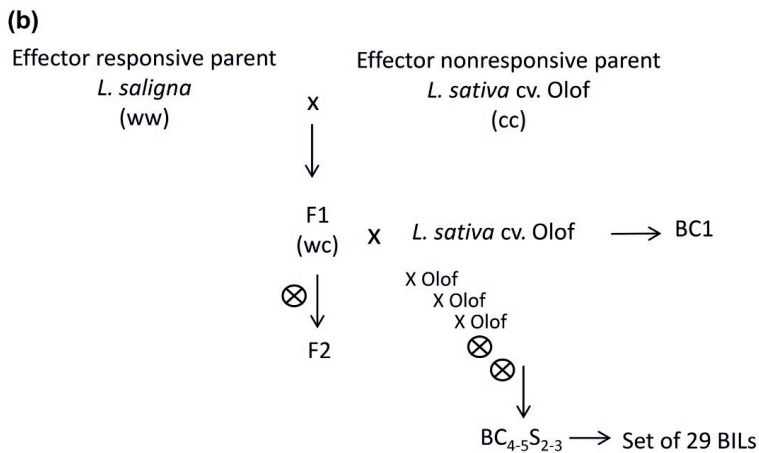 (b)
Effector responsive parent
L. saligna
(ww)
x
Effector nonresponsive parent
L. sativa cv. Olof
(cc)
F1
(wc)
x
L. sativa cv. Olof
BC1
X Olof
X Olof
X Olof
F2
BC4-5S2-3
Set of 29 BILs